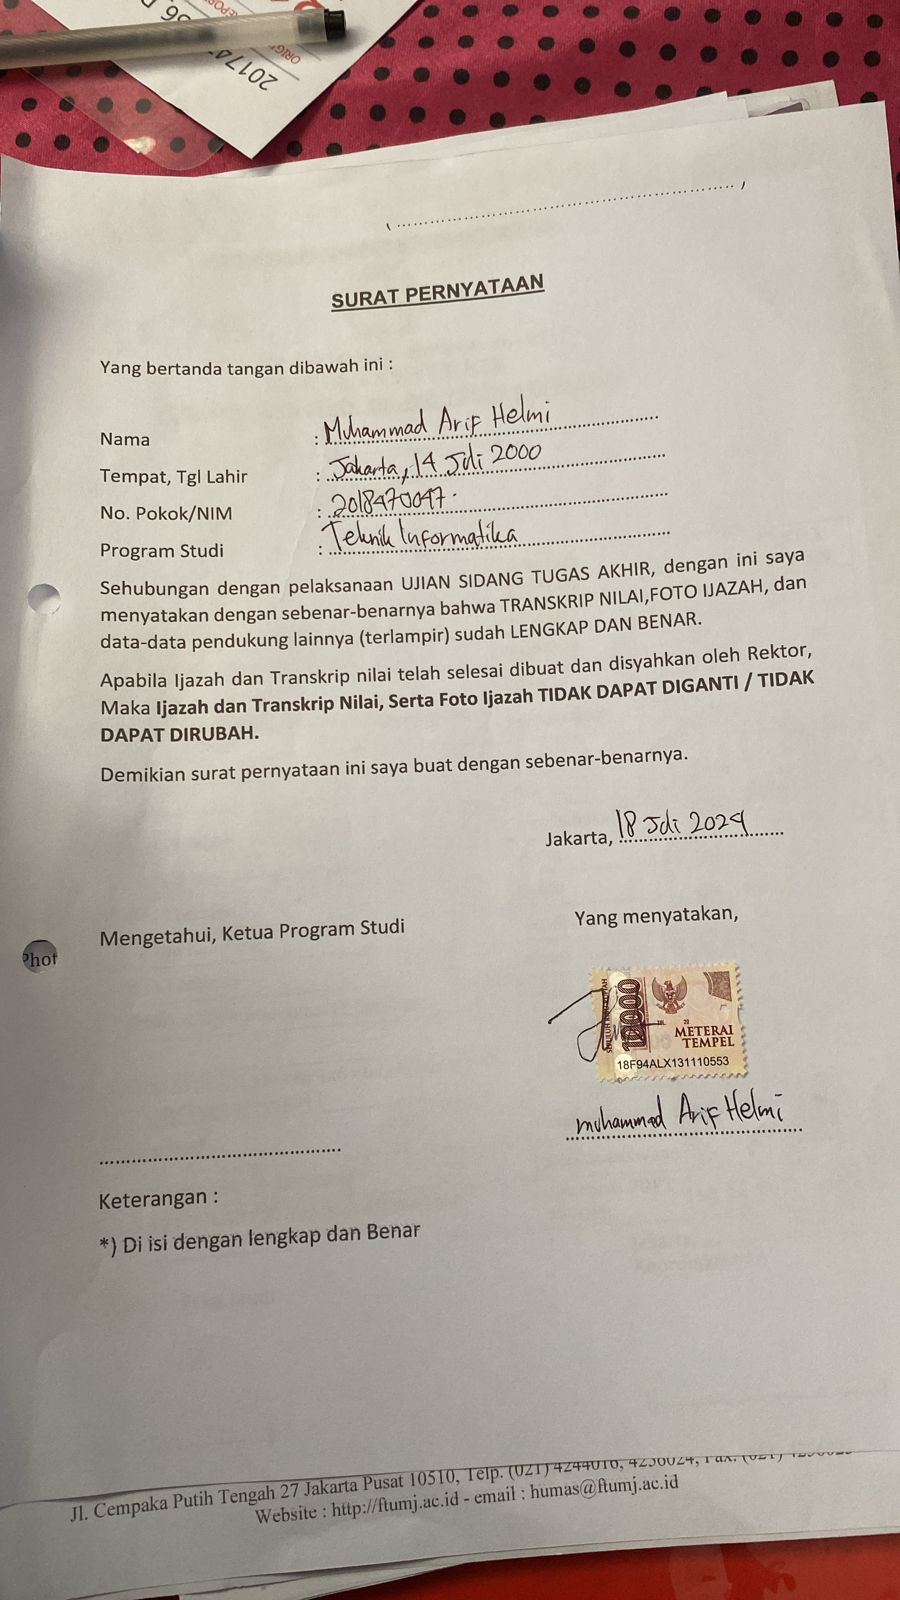 20174
ORIG
(.......................................................)
SURAT PERNYATAAN
Yang bertanda tangan dibawah ini :
Nama : Muhammad Arif Helmi
Tempat, Tgl Lahir : Jakarta, 14 Juli 2000
No. Pokok/NIM : 2018470047.
Program Studi : Teknik Informatika
Sehubungan dengan pelaksanaan UJIAN SIDANG TUGAS AKHIR, dengan ini saya
menyatakan dengan sebenar-benarnya bahwa TRANSKRIP NILAI,FOTO IJAZAH, dan
data-data pendukung lainnya (terlampir) sudah LENGKAP DAN BENAR.
Apabila Ijazah dan Transkrip nilai telah selesai dibuat dan disyahkan oleh Rektor,
Maka Ijazah dan Transkrip Nilai, Serta Foto Ijazah TIDAK DAPAT DIGANTI / TIDAK
DAPAT DIRUBAH.
Demikian surat pernyataan ini saya buat dengan sebenar-benarnya.
Jakarta, 18 Juli 2024
Mengetahui, Ketua Program Studi
Yang menyatakan,
Phot
METERAI
TEMPEL
18F94ALX131110553
Muhammad Arif Helmi
Keterangan :
*) Di isi dengan lengkap dan Benar
Jl. Cempaka Putih Tengah 27 Jakarta Pusat 10510, Telp. (021) 4244016, 4256024, Fax. (021)
Website : http://ftumj.ac.id - email : humas@ftumj.ac.id